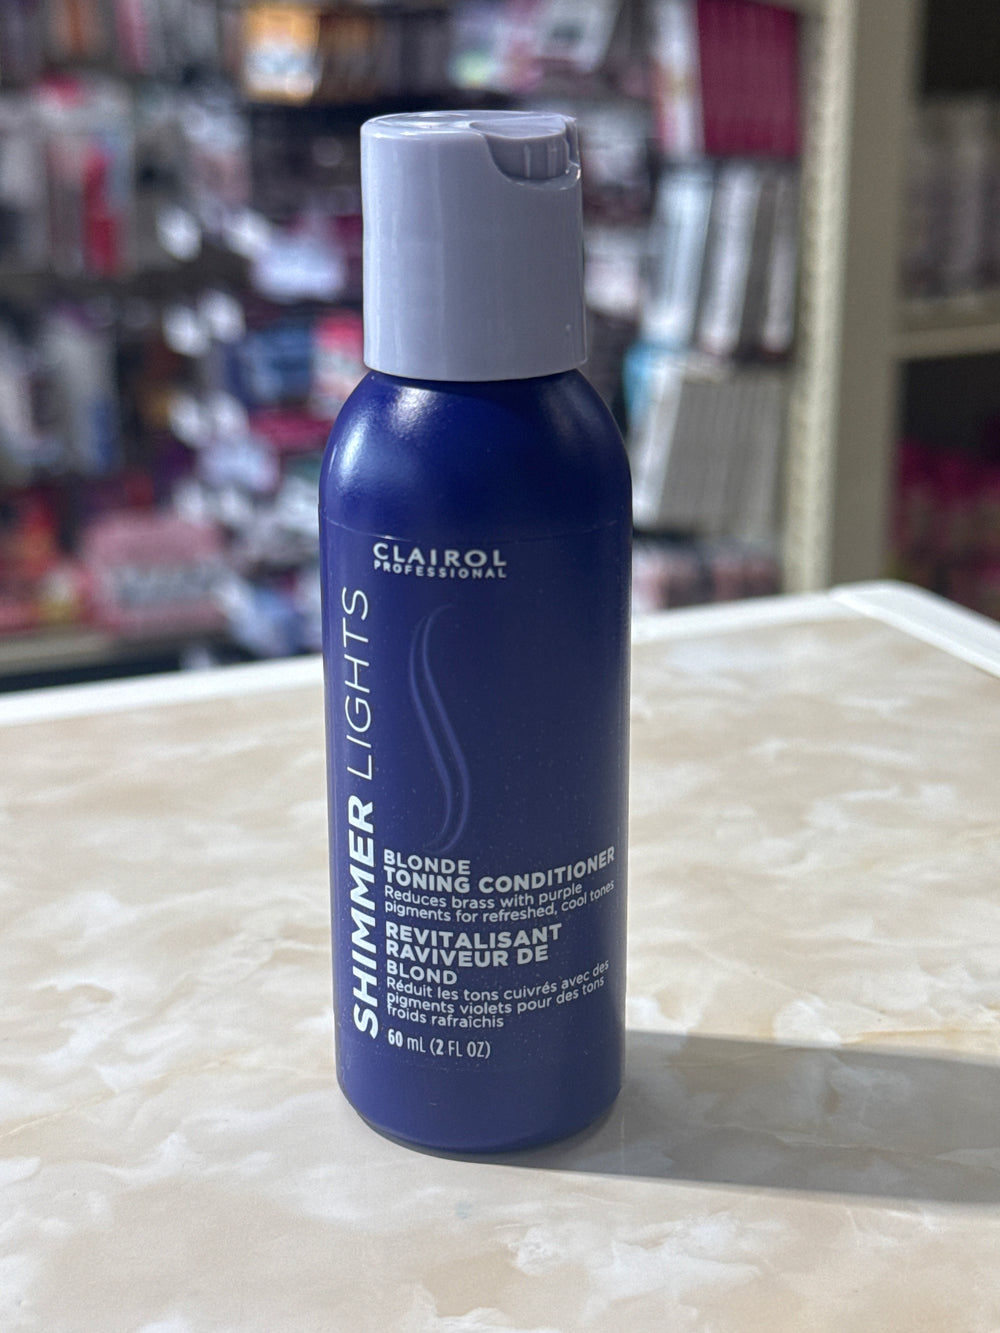 CLAIROL
PROFESSIONAL
SHIMMER LIGHTS
BLONDE
TONING CONDITIONER
Reduces brass with purple
pigments for refreshed, cool tones
REVITALISANT
RAVIVEUR DE
BLOND
Réduit les tons cuivrés avec des
pigments violets pour des tons
froids rafraîchis
60 mL (2 FL OZ)